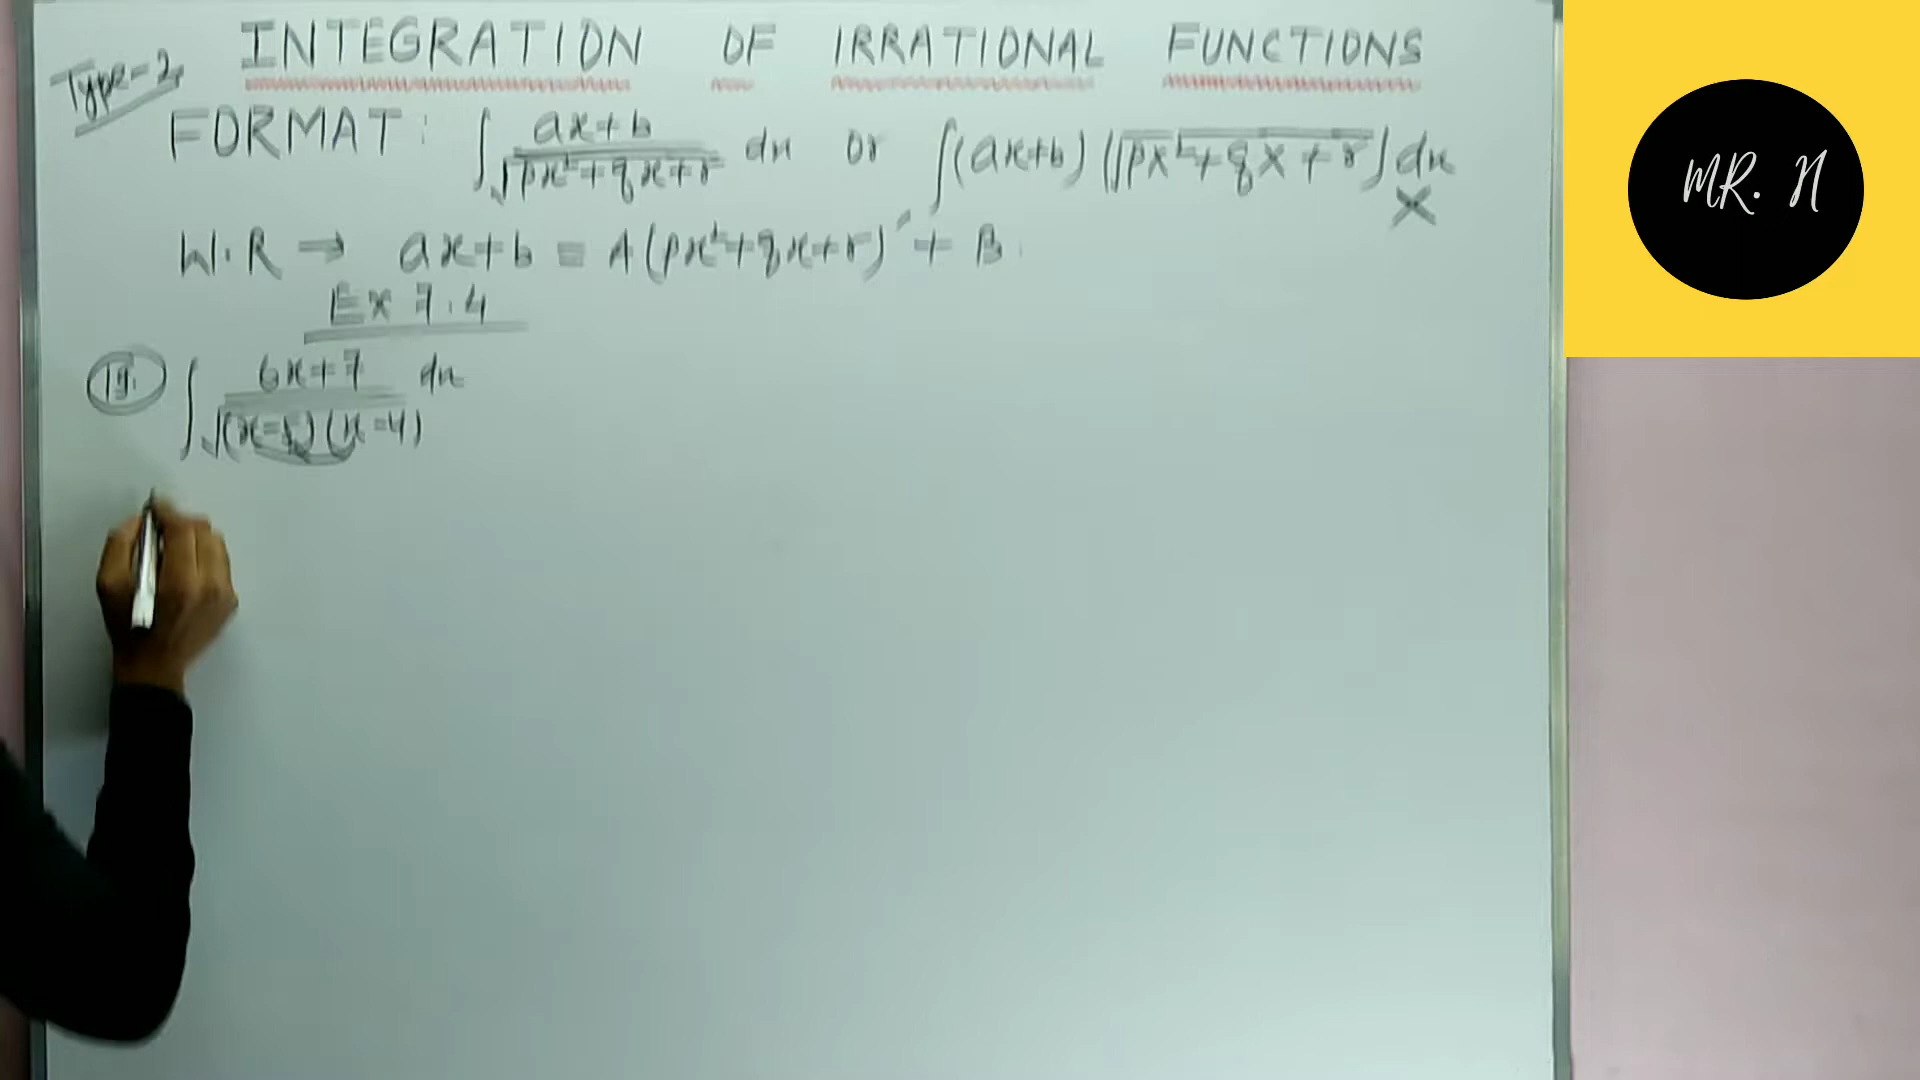 Type-2
INTEGRATION OF IRRATIONAL FUNCTIONS
FORMAT: ∫ ax+b / √(px²+qx+r) dx or ∫(ax+b)(√px²+qx+r) dx
×
W.R → ax+b ≡ A(px²+qx+r)′ + B
Ex 7.4
19. ∫ 6x+7 / √(x-5)(x-4) dx
MR. N